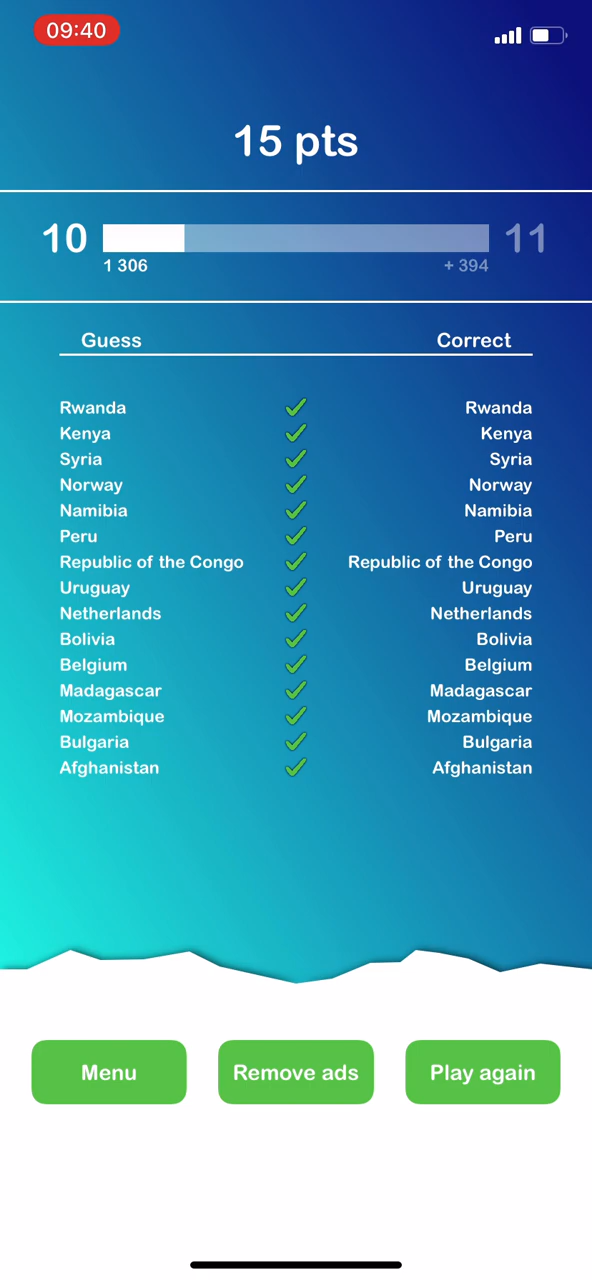 09:40
15 pts
10 11
1 306 + 394
Guess Correct
Rwanda Rwanda
Kenya Kenya
Syria Syria
Norway Norway
Namibia Namibia
Peru Peru
Republic of the Congo Republic of the Congo
Uruguay Uruguay
Netherlands Netherlands
Bolivia Bolivia
Belgium Belgium
Madagascar Madagascar
Mozambique Mozambique
Bulgaria Bulgaria
Afghanistan Afghanistan
Menu Remove ads Play again